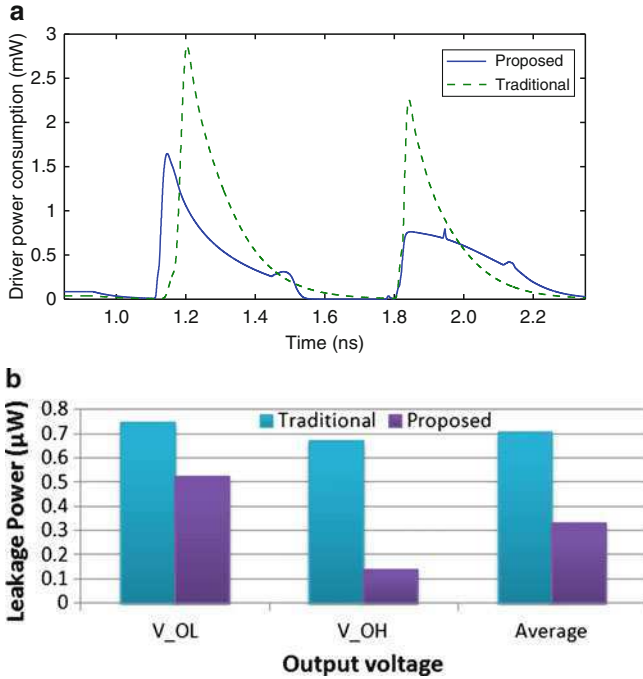 a
Driver power consumption (mW)
3
2.5
2
1.5
1
0.5
0
Proposed
Traditional
1.0 1.2 1.4 1.6 1.8 2.0 2.2
Time (ns)
b
Leakage Power (µW)
0.8
0.7
0.6
0.5
0.4
0.3
0.2
0.1
0
Traditional Proposed
V_OL V_OH Average
Output voltage